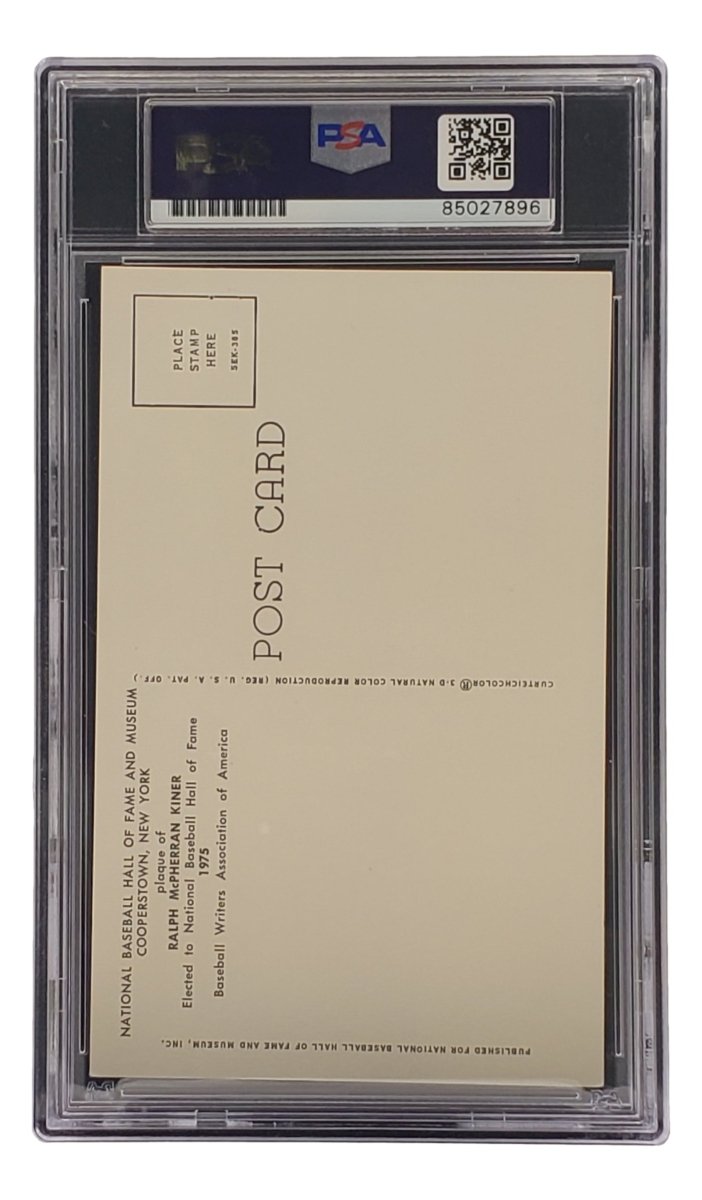 PSA
85027896
PLACE
STAMP
HERE
5EK-385
POST CARD
CURTEICHCOLOR® 3-D NATURAL COLOR REPRODUCTION (REG. U. S. A. PAT. OFF.)
NATIONAL BASEBALL HALL OF FAME AND MUSEUM
COOPERSTOWN, NEW YORK
plaque of
RALPH McPHERRAN KINER
Elected to National Baseball Hall of Fame
1975
Baseball Writers Association of America
PUBLISHED FOR NATIONAL BASEBALL HALL OF FAME AND MUSEUM, INC.